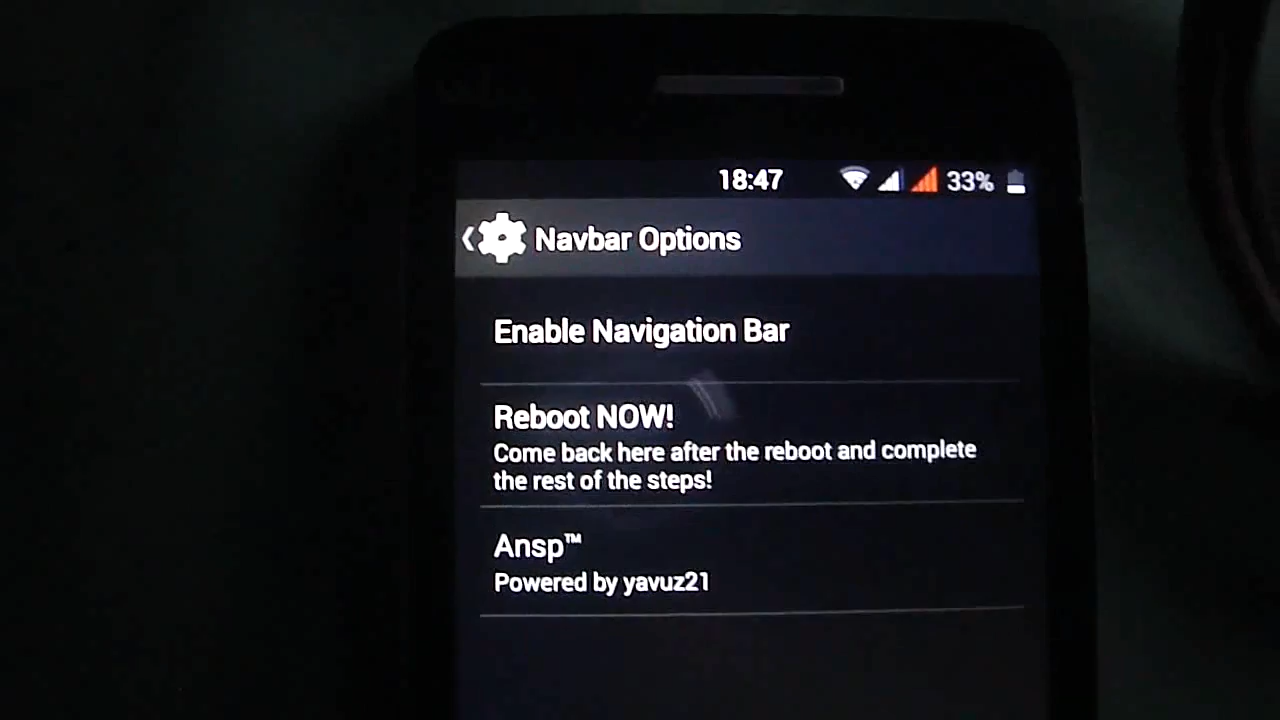 18:47 33%
Navbar Options
Enable Navigation Bar
Reboot NOW!
Come back here after the reboot and complete
the rest of the steps!
Ansp™
Powered by yavuz21